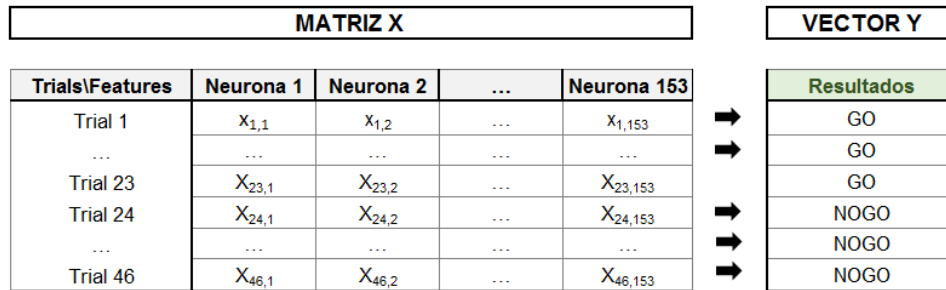 MATRIZ X VECTOR Y
Trials\Features Neurona 1 Neurona 2 ... Neurona 153 Resultados
Trial 1 x1,1 x1,2 ... x1,153 GO
... ... ... ... ... GO
Trial 23 X23,1 X23,2 ... X23,153 GO
Trial 24 X24,1 X24,2 ... X24,153 NOGO
... ... ... ... ... NOGO
Trial 46 X46,1 X46,2 ... X46,153 NOGO